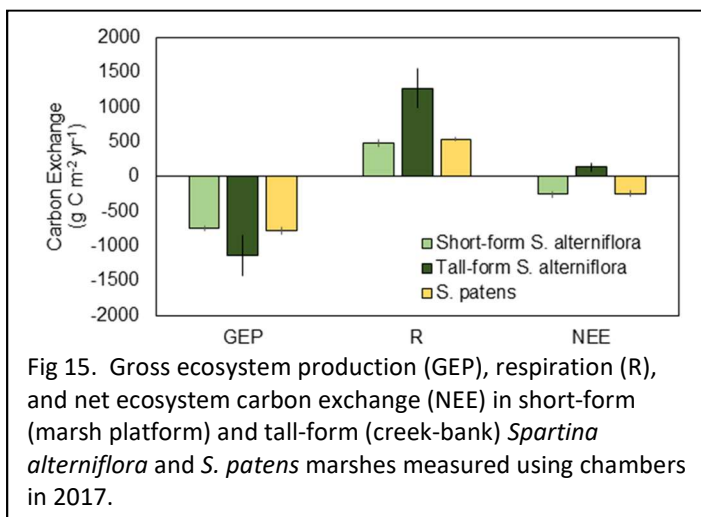 2000
1500
1000
500
0
-500
-1000
-1500
-2000
Carbon Exchange
(g C m⁻² yr⁻¹)
Short-form S. alterniflora
Tall-form S. alterniflora
S. patens
GEP R NEE
Fig 15. Gross ecosystem production (GEP), respiration (R),
and net ecosystem carbon exchange (NEE) in short-form
(marsh platform) and tall-form (creek-bank) Spartina
alterniflora and S. patens marshes measured using chambers
in 2017.